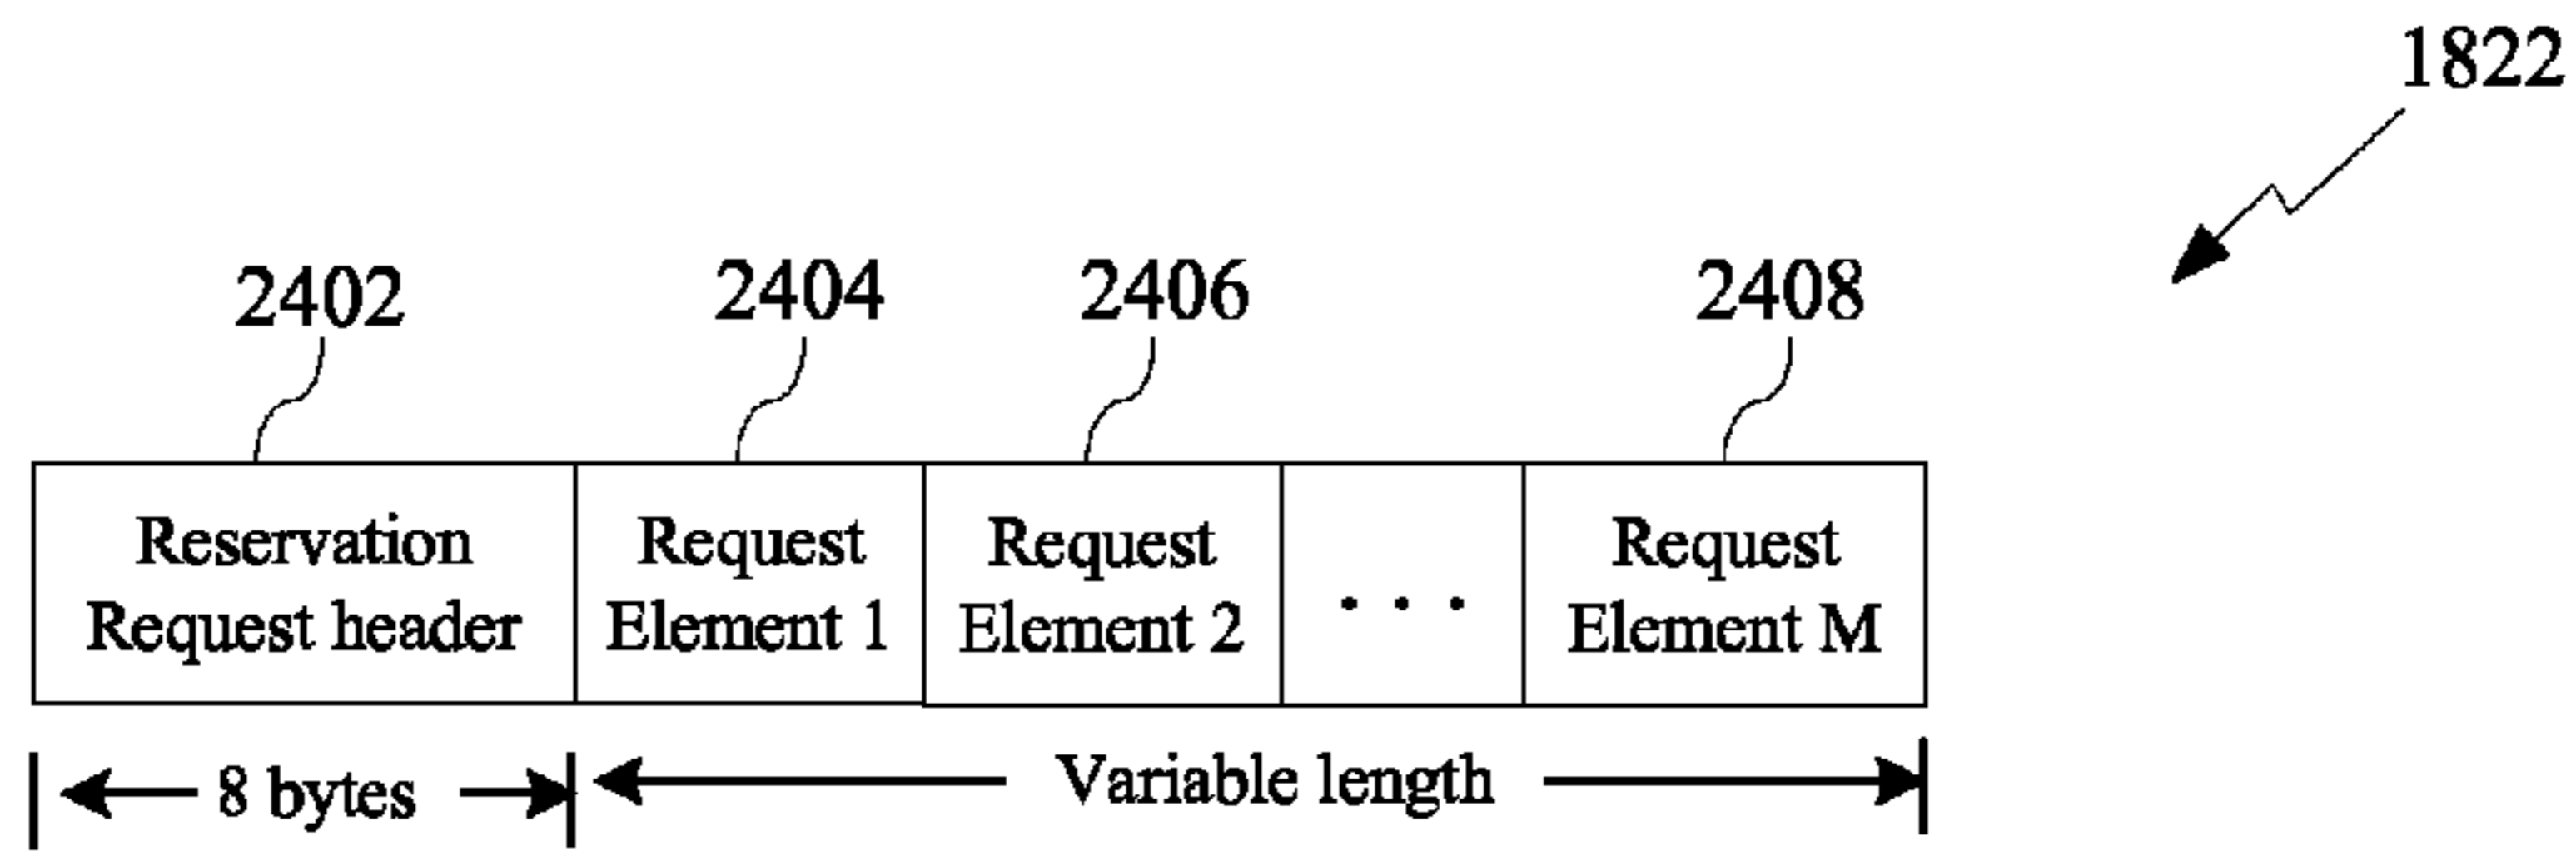 1822
2402 2404 2406 2408
Reservation Request header
Request Element 1
Request Element 2
. . .
Request Element M
8 bytes
Variable length